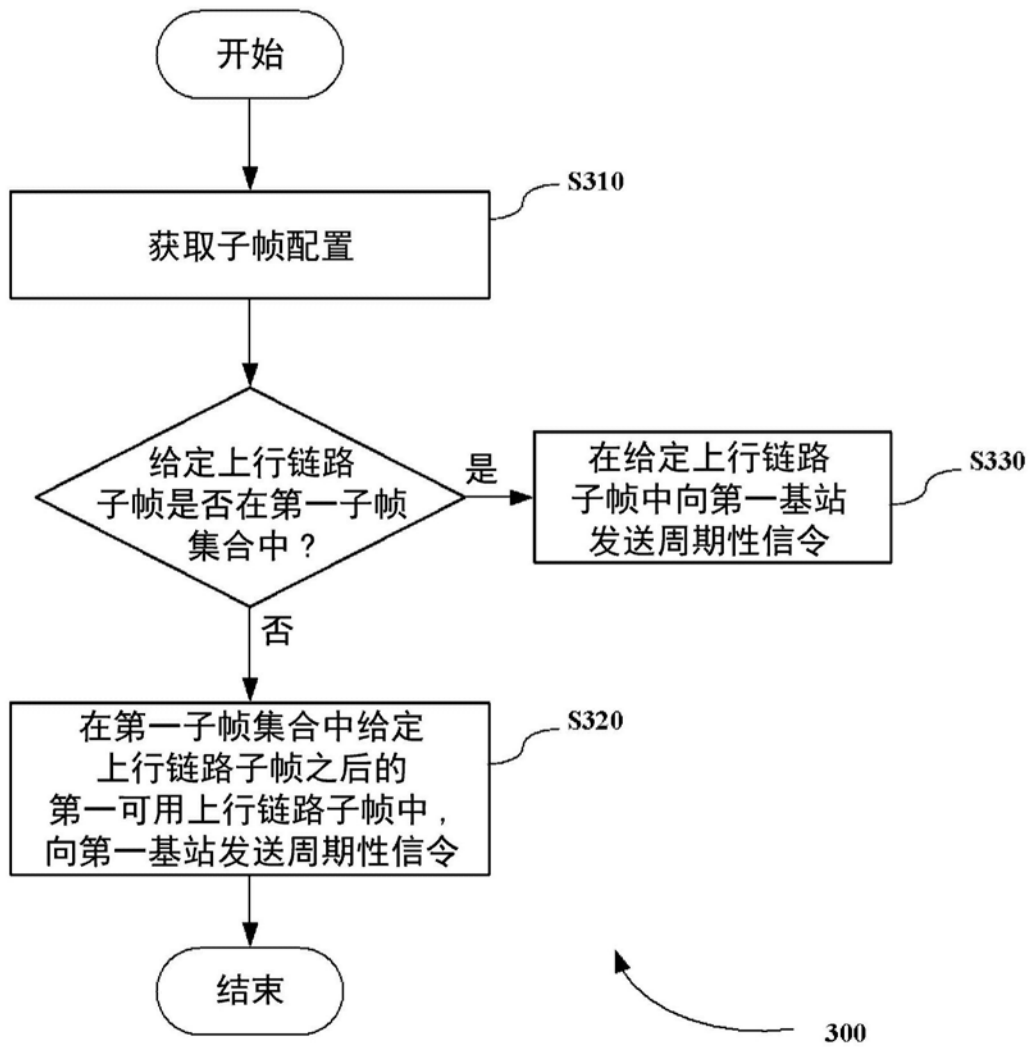 开始
S310
获取子帧配置
给定上行链路
子帧是否在第一子帧
集合中？
是
在给定上行链路
子帧中向第一基站
发送周期性信令
S330
否
S320
在第一子帧集合中给定
上行链路子帧之后的
第一可用上行链路子帧中，
向第一基站发送周期性信令
结束
300